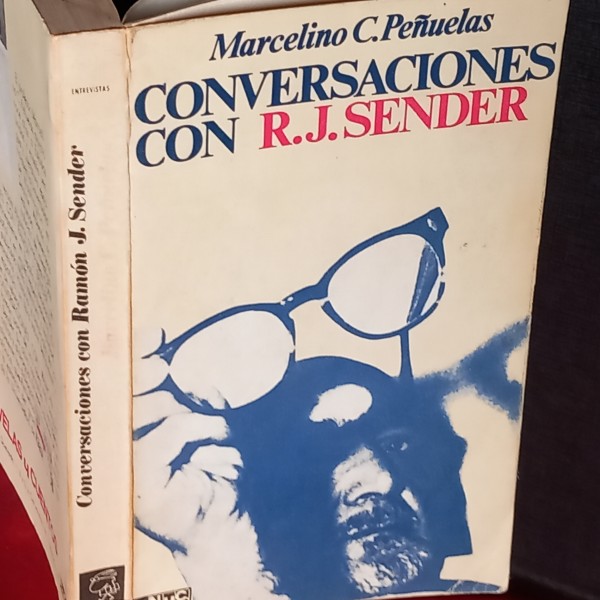 Marcelino C. Peñuelas
CONVERSACIONES
CON R.J. SENDER
ENTREVISTAS
Conversaciones con Ramón J. Sender